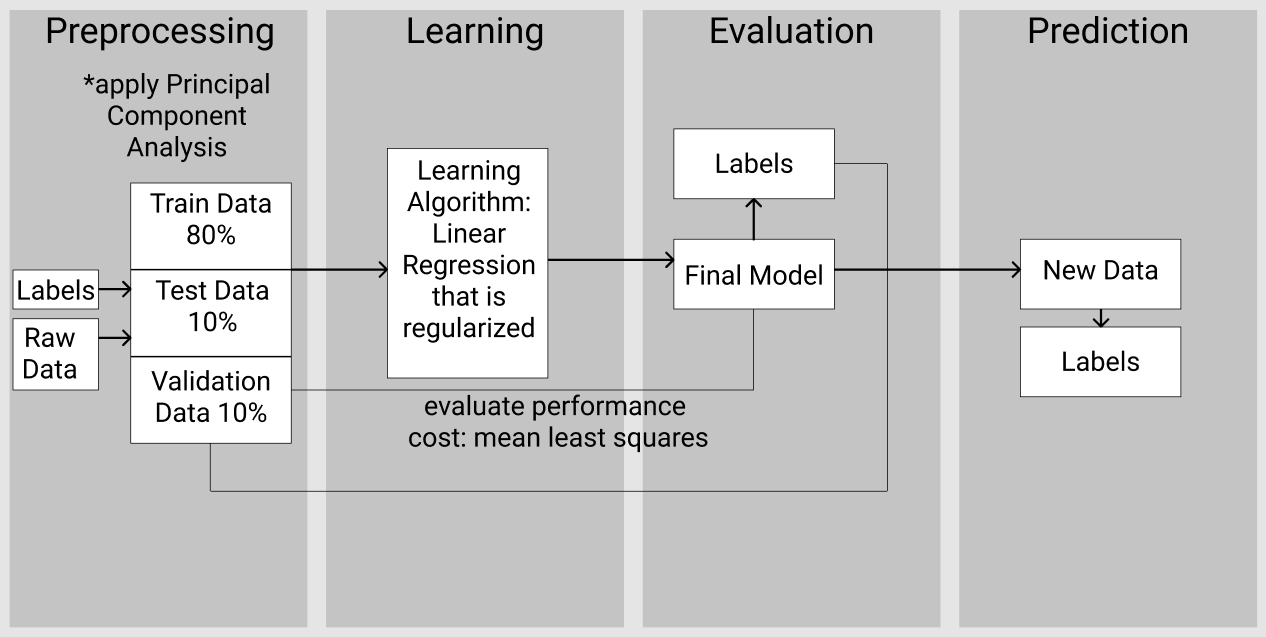 Preprocessing
Learning
Evaluation
Prediction
*apply Principal
Component
Analysis
Train Data
80%
Test Data
10%
Validation
Data 10%
Labels
Raw
Data
Learning
Algorithm:
Linear
Regression
that is
regularized
evaluate performance
cost: mean least squares
Labels
Final Model
New Data
Labels